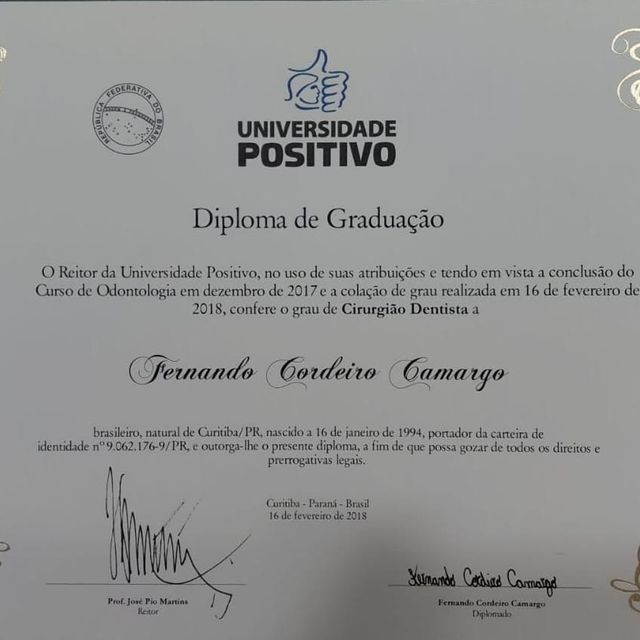 REPÚBLICA FEDERATIVA DO BRASIL
UNIVERSIDADE
POSITIVO
Diploma de Graduação
O Reitor da Universidade Positivo, no uso de suas atribuições e tendo em vista a conclusão do
Curso de Odontologia em dezembro de 2017 e a colação de grau realizada em 16 de fevereiro de
2018, confere o grau de Cirurgião Dentista a
Fernando Cordeiro Camargo
brasileiro, natural de Curitiba/PR, nascido a 16 de janeiro de 1994, portador da carteira de
identidade nº 9.062.176-9/PR, e outorga-lhe o presente diploma, a fim de que possa gozar de todos os direitos e
prerrogativas legais.
Curitiba - Paraná - Brasil
16 de fevereiro de 2018
Fernando Cordeiro Camargo
Prof. José Pio Martins
Reitor
Fernando Cordeiro Camargo
Diplomado